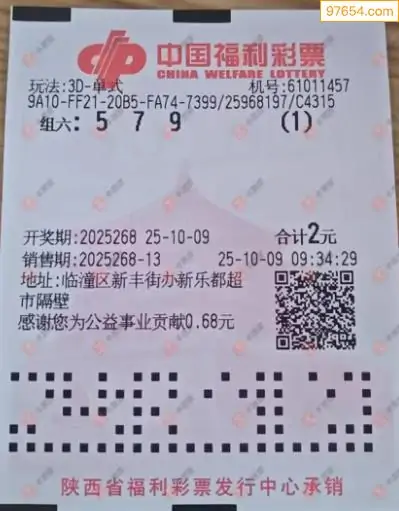 97654.com
中国福利彩票
CHINA WELFARE LOTTERY
玩法:3D-单式 机号:61011457
9A10-FF21-20B5-FA74-7399/25968197/C4315
组六: 5 7 9 (1)
开奖期:2025268 25-10-09 合计2元
销售期:2025268-13 25-10-09 09:34:29
地址:临潼区新丰街办新乐都超
市隔壁
感谢您为公益事业贡献0.68元
陕西省福利彩票发行中心承销